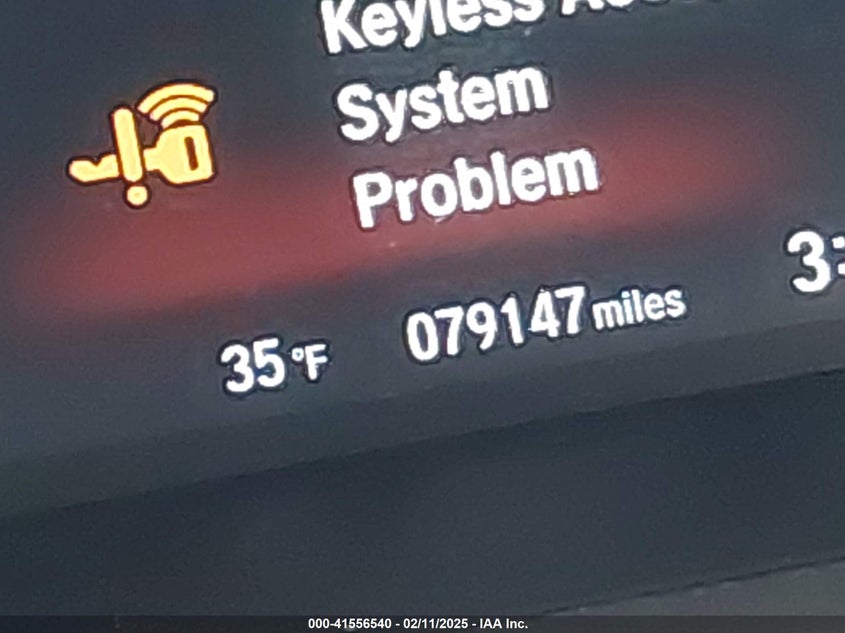 Keyless
System
Problem
35°F 079147 miles
000-41556540 - 02/11/2025 - IAA Inc.